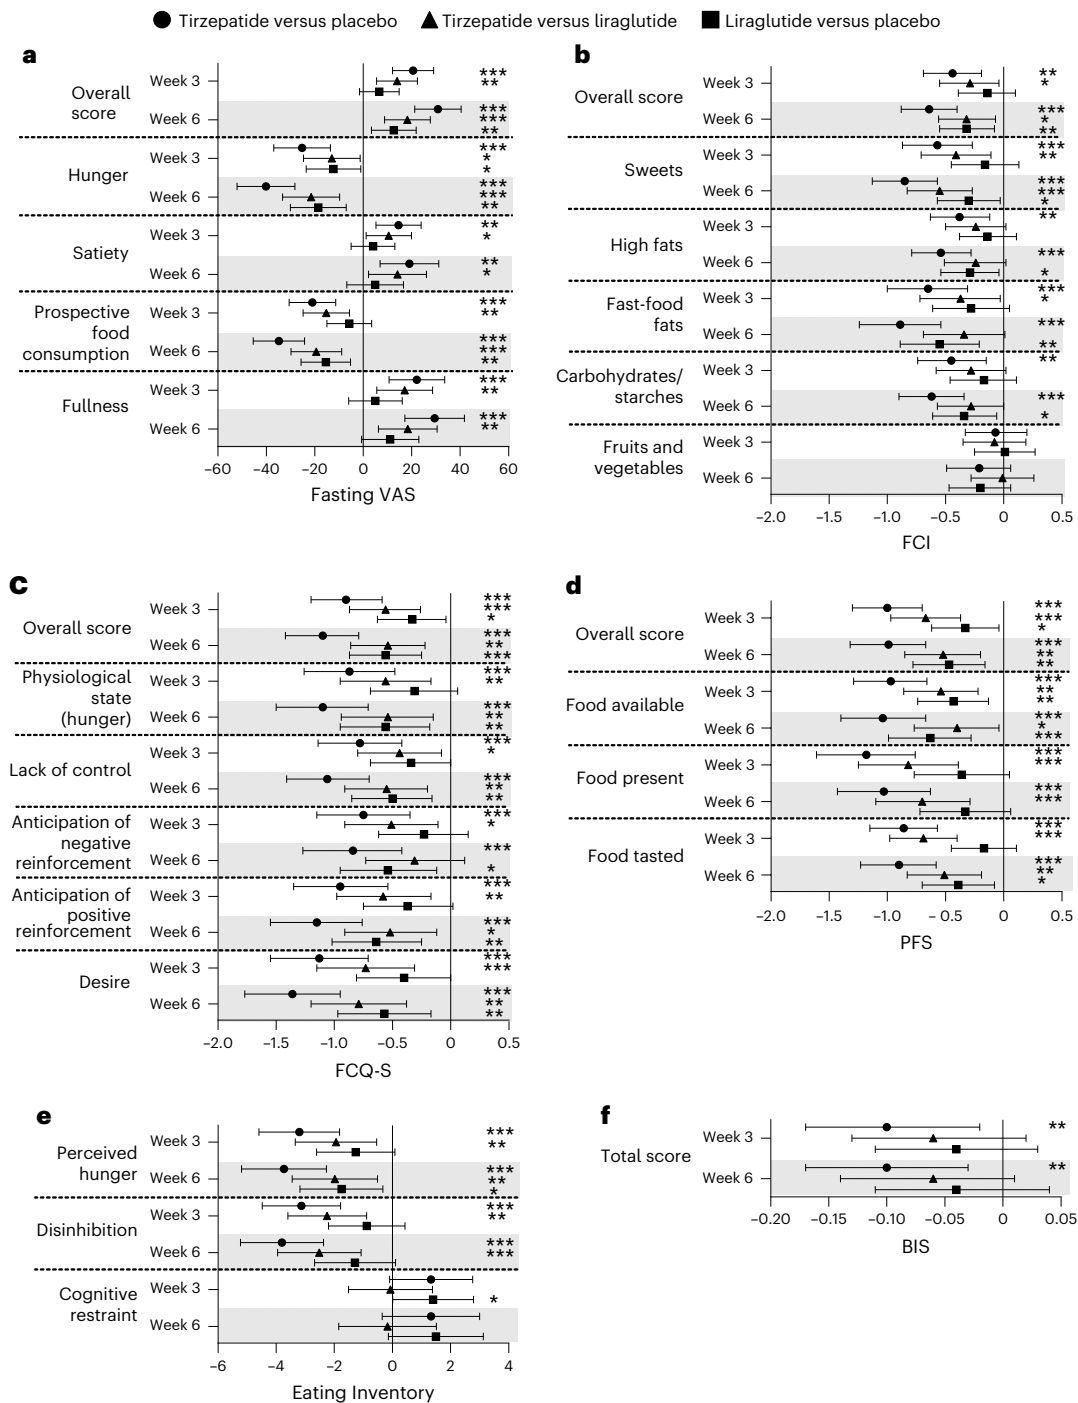 Tirzepatide versus placebo Tirzepatide versus liraglutide Liraglutide versus placebo
a
Overall
score
Week 3
***
**
Week 6
***
***
**
Hunger
Week 3
***
*
*
Week 6
***
***
**
Satiety
Week 3
**
*
Week 6
**
*
Prospective
food
consumption
Week 3
***
**
Week 6
***
***
**
Fullness
Week 3
***
**
Week 6
***
**
–60 –40 –20 0 20 40 60
Fasting VAS
b
Overall score
Week 3
**
*
Week 6
***
*
**
Sweets
Week 3
***
**
Week 6
***
***
*
High fats
Week 3
**
Week 6
***
*
Fast-food
fats
Week 3
***
*
Week 6
***
**
Carbohydrates/
starches
Week 3
**
Week 6
***
*
Fruits and
vegetables
Week 3
Week 6
–2.0 –1.5 –1.0 –0.5 0 0.5
FCI
c
Overall score
Week 3
***
***
*
Week 6
***
**
***
Physiological
state
(hunger)
Week 3
***
**
Week 6
***
**
**
Lack of control
Week 3
***
*
Week 6
***
**
**
Anticipation of
negative
reinforcement
Week 3
***
*
Week 6
***
*
Anticipation of
positive
reinforcement
Week 3
***
**
Week 6
***
*
**
Desire
Week 3
***
***
Week 6
***
**
**
–2.0 –1.5 –1.0 –0.5 0 0.5
FCQ-S
d
Overall score
Week 3
***
***
*
Week 6
***
**
**
Food available
Week 3
***
**
**
Week 6
***
*
***
Food present
Week 3
***
***
Week 6
***
***
Food tasted
Week 3
***
***
Week 6
***
**
*
–2.0 –1.5 –1.0 –0.5 0 0.5
PFS
e
Perceived
hunger
Week 3
***
**
Week 6
***
**
*
Disinhibition
Week 3
***
**
Week 6
***
***
Cognitive
restraint
Week 3
*
Week 6
–6 –4 –2 0 2 4
Eating Inventory
f
Total score
Week 3
**
Week 6
**
–0.20 –0.15 –0.10 –0.05 0 0.05
BIS